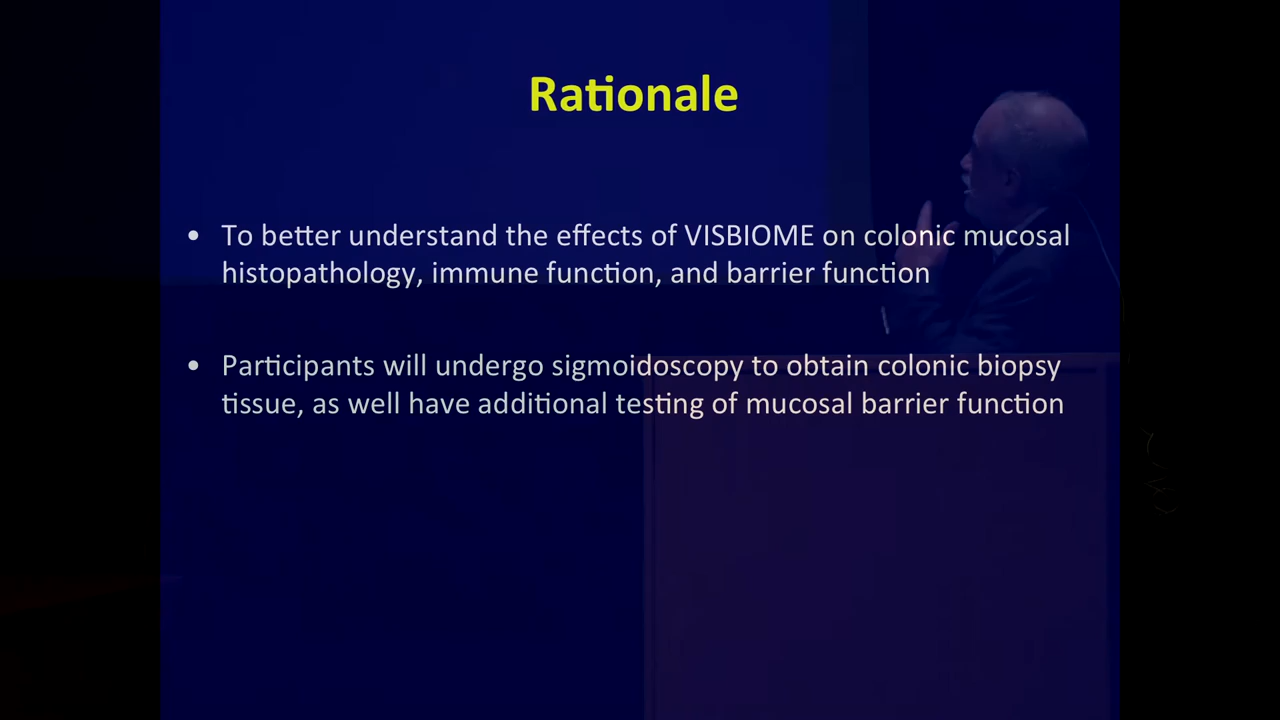 Rationale
• To better understand the effects of VISBIOME on colonic mucosal
histopathology, immune function, and barrier function
• Participants will undergo sigmoidoscopy to obtain colonic biopsy
tissue, as well have additional testing of mucosal barrier function